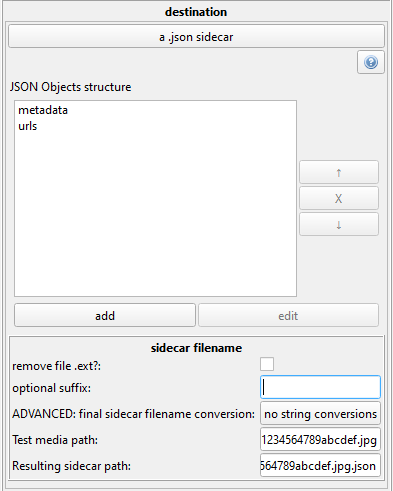 destination
a .json sidecar
?
JSON Objects structure
metadata
urls
↑
X
↓
add
edit
sidecar filename
remove file .ext?:
optional suffix:
ADVANCED: final sidecar filename conversion: no string conversions
Test media path: 1234564789abcdef.jpg
Resulting sidecar path: 564789abcdef.jpg.json